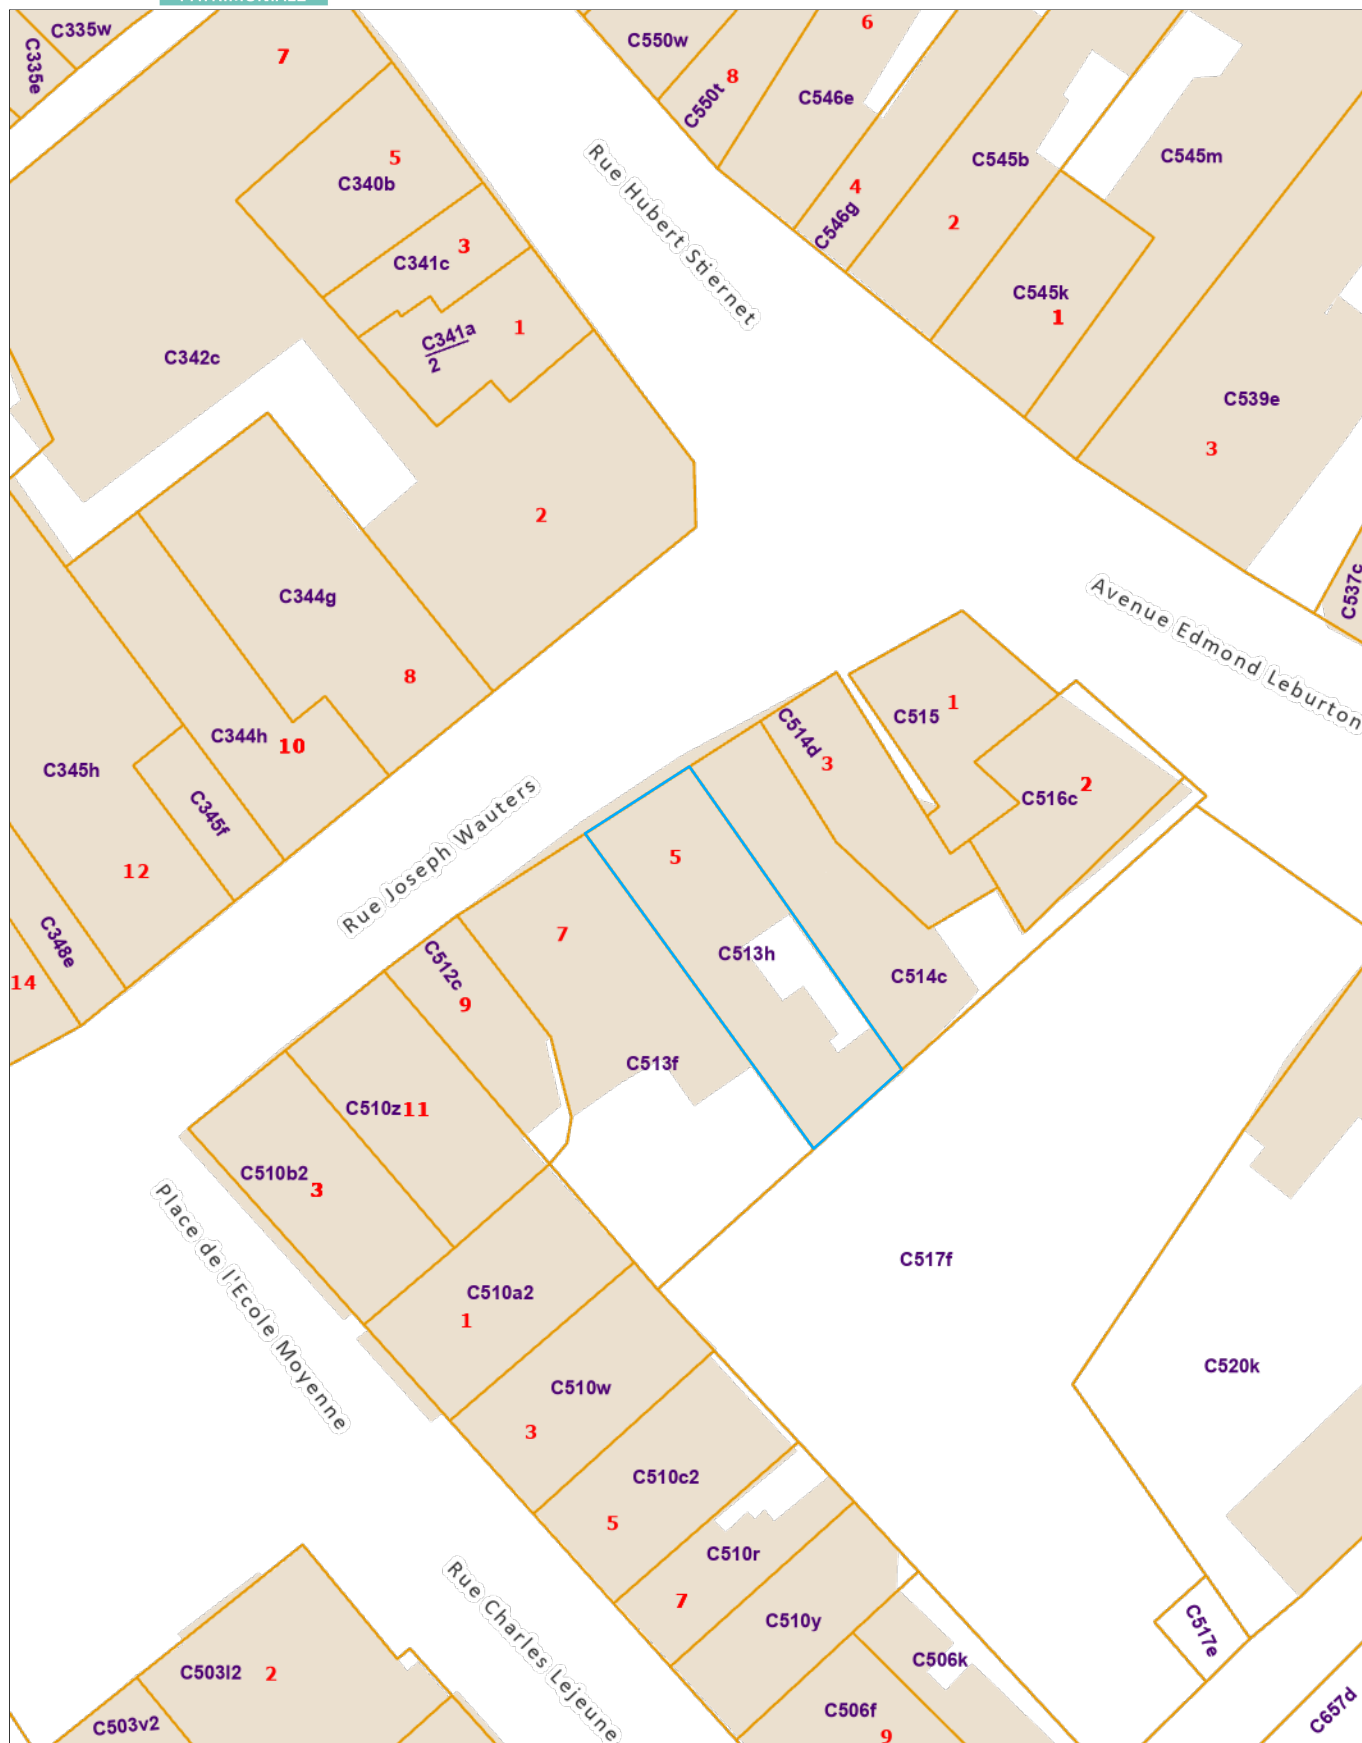 C335w
C335e
7
C550w
8
C550t
6
C546e
C340b
5
Rue Hubert Stiernet
4
C546g
C545b
2
C545m
C341c
3
C341a
2
1
C545k
1
C342c
C539e
3
2
C537c
Avenue Edmond Leburton
C344g
8
C344h
10
C345h
C345f
12
C348e
14
Rue Joseph Wauters
C515
1
C514d
3
C516c
2
5
7
C513h
C512c
9
C514c
C513f
C510z
11
C510b2
3
Place de l'Ecole Moyenne
C517f
C510a2
1
C520k
C510w
3
C510c2
5
C510r
7
Rue Charles Lejeune
C510y
C517e
C506k
C503l2
2
C506f
9
C503v2
C657d